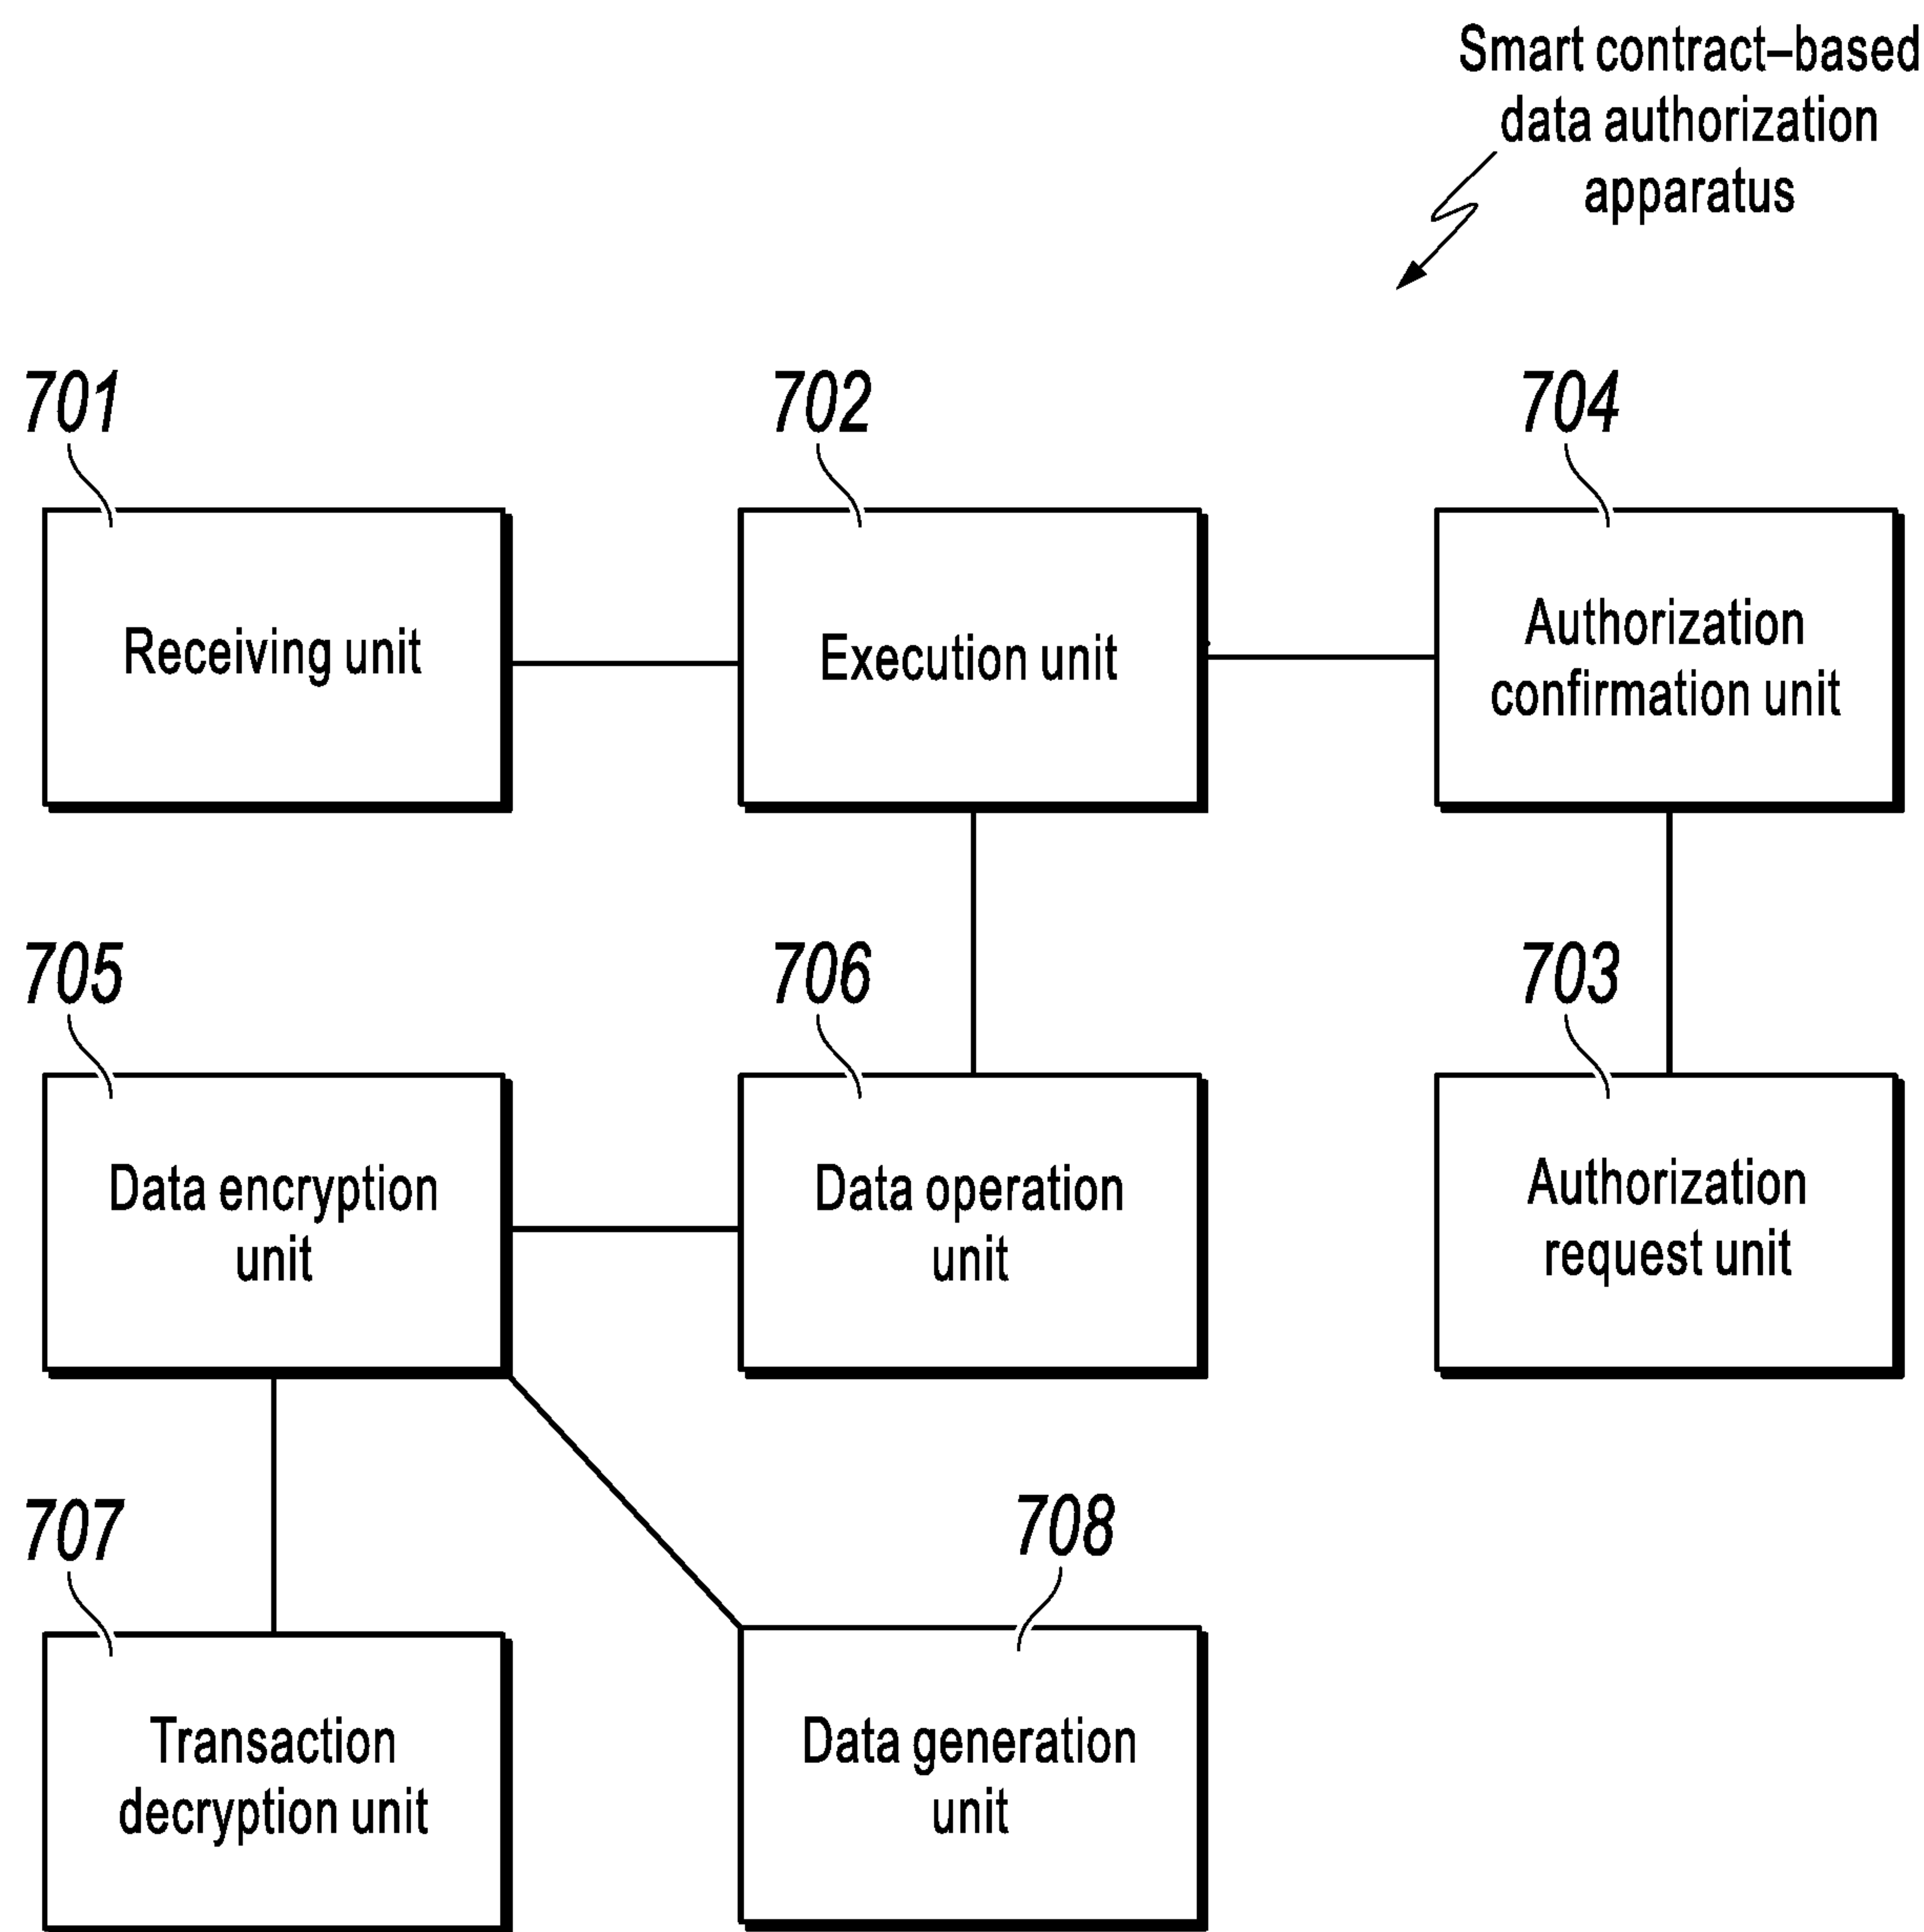 Smart contract–based
data authorization
apparatus
701
702
704
Receiving unit
Execution unit
Authorization
confirmation unit
705
706
703
Data encryption
unit
Data operation
unit
Authorization
request unit
707
708
Transaction
decryption unit
Data generation
unit